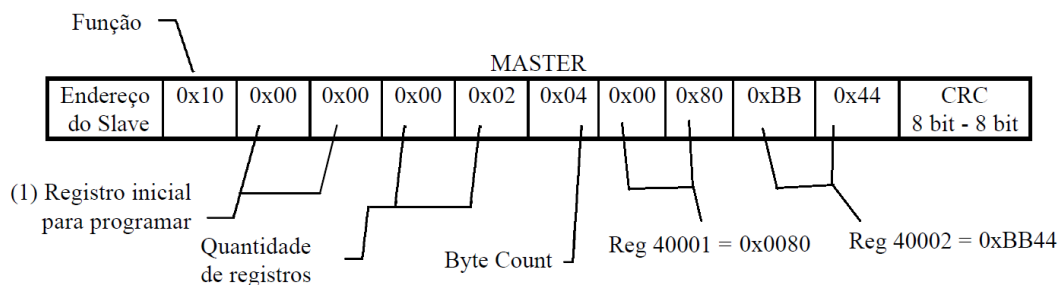 Função
MASTER
Endereço do Slave 0x10 0x00 0x00 0x00 0x02 0x04 0x00 0x80 0xBB 0x44 CRC 8 bit - 8 bit
(1) Registro inicial
para programar
Quantidade
de registros
Byte Count
Reg 40001 = 0x0080
Reg 40002 = 0xBB44